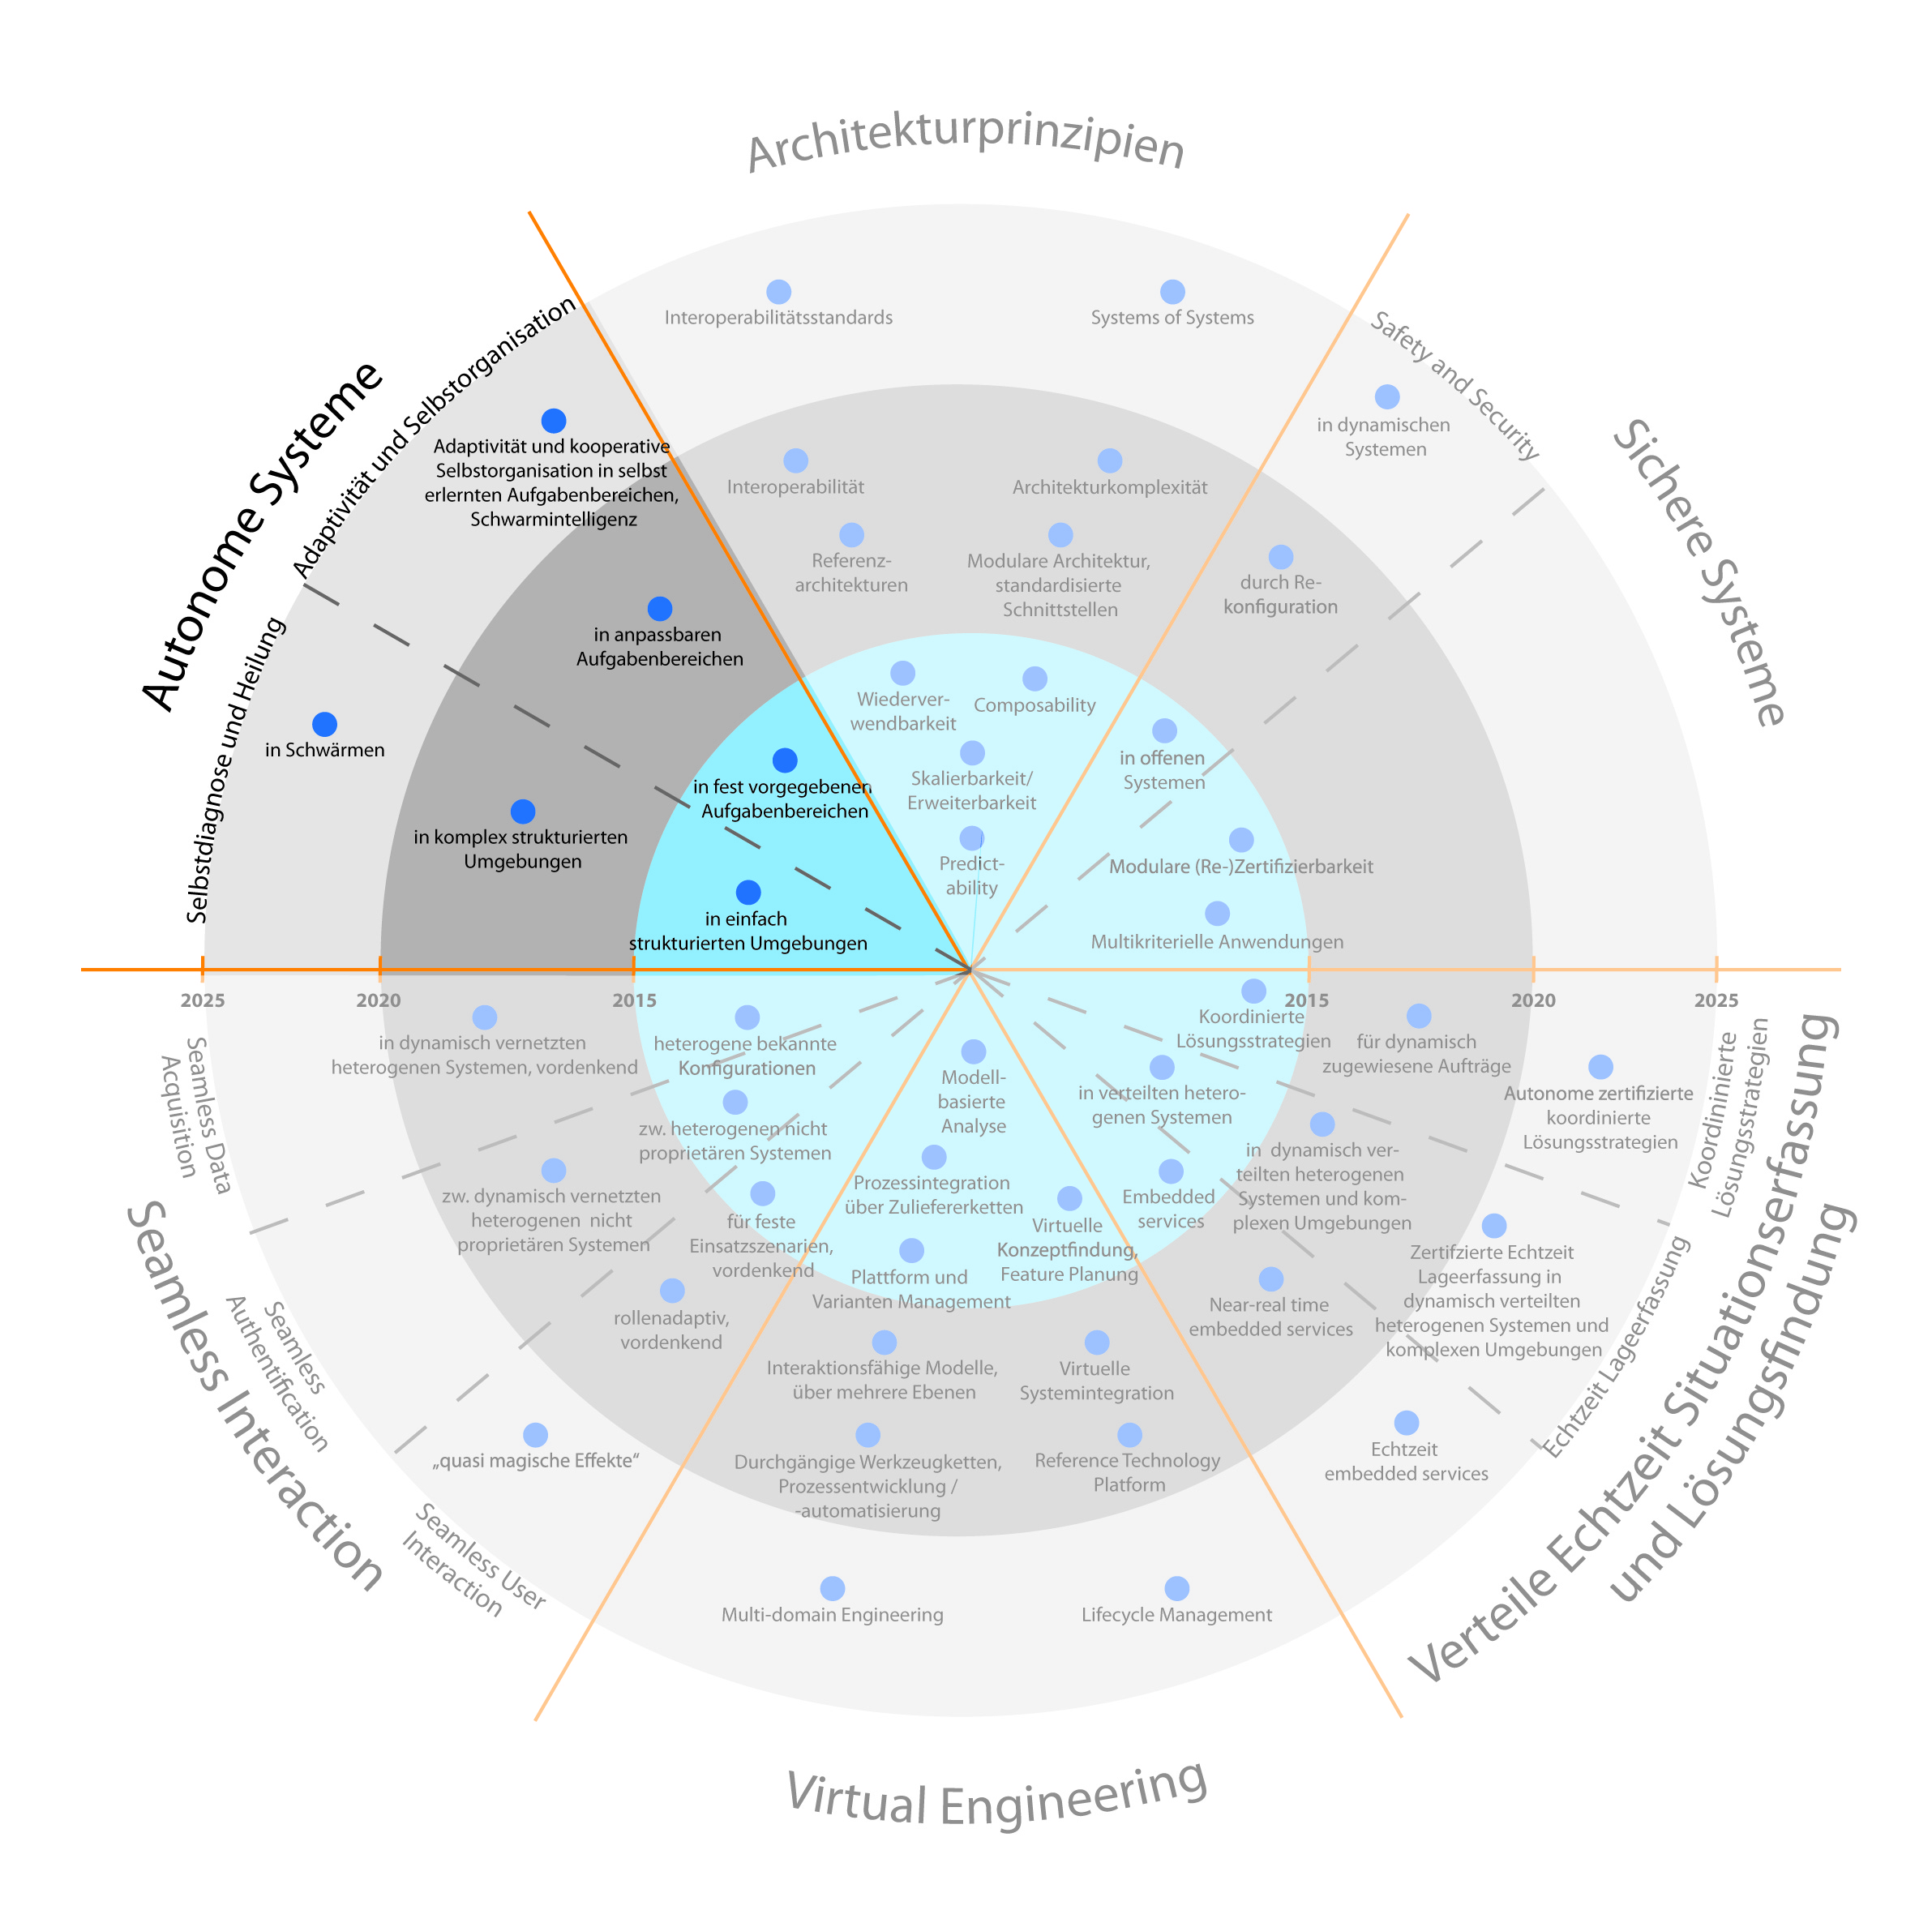 Architekturprinzipien
Interoperabilitätsstandards
Systems of Systems
Interoperabilität
Architekturkomplexität
Referenz-
architekturen
Modulare Architektur,
standardisierte
Schnittstellen
Wiederver-
wendbarkeit
Composability
Skalierbarkeit/
Erweiterbarkeit
Predict-
ability
Sichere Systeme
Safety and Security
in dynamischen
Systemen
durch Re-
konfiguration
in offenen
Systemen
Modulare (Re-)Zertifizierbarkeit
Multikriterielle Anwendungen
Autonome Systeme
Adaptivität und Selbstorganisation
Adaptivität und kooperative
Selbstorganisation in selbst
erlernten Aufgabenbereichen,
Schwarmintelligenz
in anpassbaren
Aufgabenbereichen
in fest vorgegebenen
Aufgabenbereichen
Selbstdiagnose und Heilung
in Schwärmen
in komplex strukturierten
Umgebungen
in einfach
strukturierten Umgebungen
2025
2020
2015
2015
2020
2025
Seamless Interaction
Seamless Data
Acquisition
in dynamisch vernetzten
heterogenen Systemen, vordenkend
heterogene bekannte
Konfigurationen
Seamless
Authentification
zw. heterogenen nicht
proprietären Systemen
zw. dynamisch vernetzten
heterogenen  nicht
proprietären Systemen
Seamless User
Interaction
für feste
Einsatzszenarien,
vordenkend
rollenadaptiv,
vordenkend
„quasi magische Effekte“
Virtual Engineering
Modell-
basierte
Analyse
Prozessintegration
über Zuliefererketten
Virtuelle
Konzeptfindung,
Feature Planung
Plattform und
Varianten Management
Interaktionsfähige Modelle,
über mehrere Ebenen
Virtuelle
Systemintegration
Durchgängige Werkzeugketten,
Prozessentwicklung /
-automatisierung
Reference Technology
Platform
Multi-domain Engineering
Lifecycle Management
Verteile Echtzeit Situationserfassung
und Lösungsfindung
Koordininierte
Lösungsstrategien
Koordinierte
Lösungsstrategien
für dynamisch
zugewiesene Aufträge
Autonome zertifizierte
koordinierte
Lösungsstrategien
Echtzeit Lageerfassung
in verteilten hetero-
genen Systemen
in  dynamisch ver-
teilten heterogenen
Systemen und kom-
plexen Umgebungen
Zertifzierte Echtzeit
Lageerfassung in
dynamisch verteilten
heterogenen Systemen und
komplexen Umgebungen
Embedded
services
Near-real time
embedded services
Echtzeit
embedded services